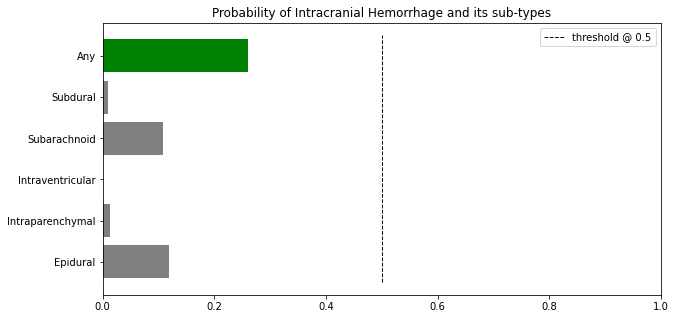 Probability of Intracranial Hemorrhage and its sub-types
threshold @ 0.5
Any
Subdural
Subarachnoid
Intraventricular
Intraparenchymal
Epidural
0.0 0.2 0.4 0.6 0.8 1.0